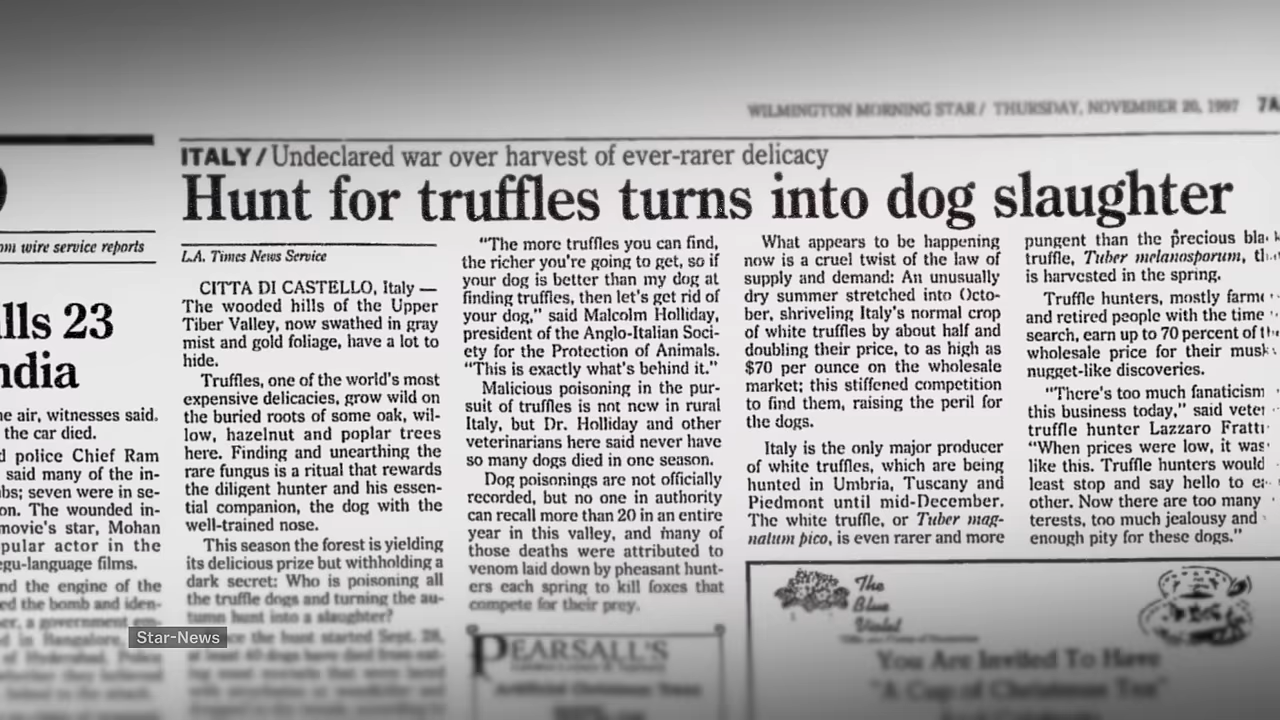 WILMINGTON MORNING STAR / THURSDAY, NOVEMBER 20, 1997 7A
om wire service reports
lls 23
ndia
he air, witnesses said.
the car died.
d police Chief Ram
said many of the in-
bs; seven were in se-
on. The wounded in-
movie's star, Mohan
pular actor in the
egu-language films.
nd the engine of the
ed the bomb and iden-
ITALY / Undeclared war over harvest of ever-rarer delicacy
Hunt for truffles turns into dog slaughter
L.A. Times News Service
CITTA DI CASTELLO, Italy —
The wooded hills of the Upper
Tiber Valley, now swathed in gray
mist and gold foliage, have a lot to
hide.
Truffles, one of the world's most
expensive delicacies, grow wild on
the buried roots of some oak, wil-
low, hazelnut and poplar trees
here. Finding and unearthing the
rare fungus is a ritual that rewards
the diligent hunter and his essen-
tial companion, the dog with the
well-trained nose.
This season the forest is yielding
its delicious prize but withholding a
dark secret: Who is poisoning all
the truffle dogs and turning the au-
tumn hunt into a slaughter?
the hunt started Sept. 28,
"The more truffles you can find,
the richer you're going to get, so if
your dog is better than my dog at
finding truffles, then let's get rid of
your dog," said Malcolm Holliday,
president of the Anglo-Italian Soci-
ety for the Protection of Animals.
"This is exactly what's behind it."
Malicious poisoning in the pur-
suit of truffles is not new in rural
Italy, but Dr. Holliday and other
veterinarians here said never have
so many dogs died in one season.
Dog poisonings are not officially
recorded, but no one in authority
can recall more than 20 in an entire
year in this valley, and many of
those deaths were attributed to
venom laid down by pheasant hunt-
ers each spring to kill foxes that
compete for their prey.
What appears to be happening
now is a cruel twist of the law of
supply and demand: An unusually
dry summer stretched into Octo-
ber, shriveling Italy's normal crop
of white truffles by about half and
doubling their price, to as high as
$70 per ounce on the wholesale
market; this stiffened competition
to find them, raising the peril for
the dogs.
Italy is the only major producer
of white truffles, which are being
hunted in Umbria, Tuscany and
Piedmont until mid-December.
The white truffle, or Tuber mag-
natum pico, is even rarer and more
pungent than the precious bla
truffle, Tuber melanosporum, th
is harvested in the spring.
Truffle hunters, mostly farme
and retired people with the time
search, earn up to 70 percent of th
wholesale price for their musk
nugget-like discoveries.
"There's too much fanaticism
this business today," said veter
truffle hunter Lazzaro Fratti
"When prices were low, it was
like this. Truffle hunters would
least stop and say hello to e
other. Now there are too many
terests, too much jealousy and
enough pity for these dogs."
PEARSALL'S
Artificial Christmas Trees
The
Blue
Violet
You Are Invited To Have
"A Cup of Christmas Tea"
Star-News